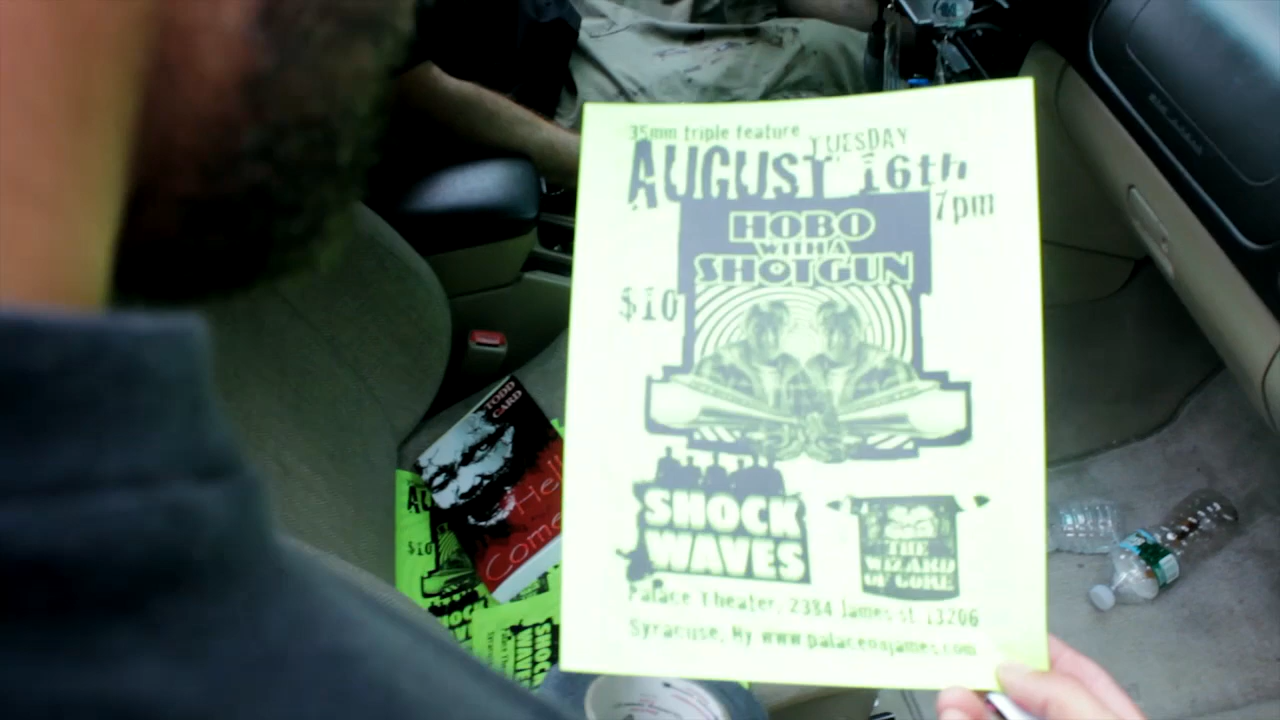 35mm triple feature
TUESDAY
AUGUST 16th
7pm
HOBO
WITH A
SHOTGUN
$10
SHOCK
WAVES
THE
WIZARD
OF GORE
Palace Theater, 2384 James st 13206
Syracuse, Ny www.palaceonjames.com
TODD
CARD
Hell
Come
AU
$10
SHOCK
WAVES